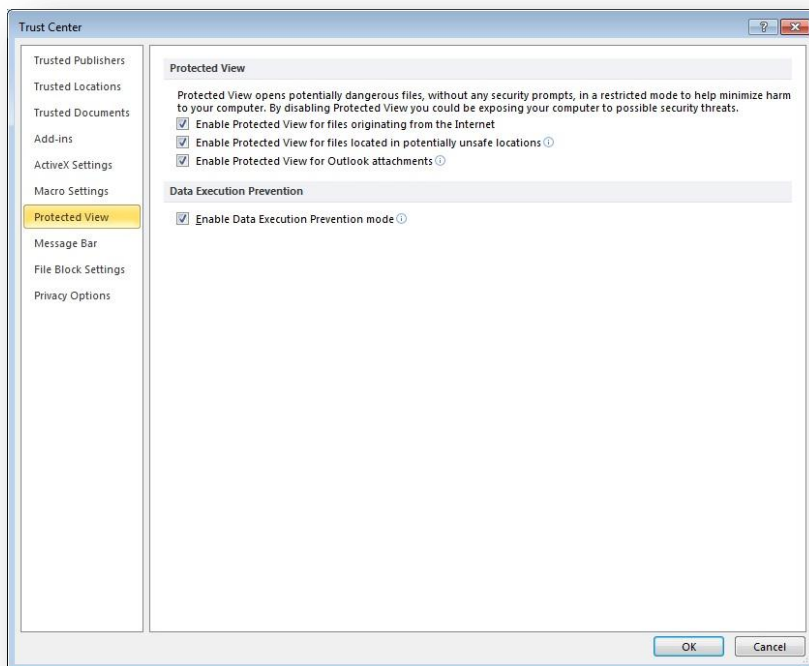 Trust Center
Trusted Publishers
Trusted Locations
Trusted Documents
Add-ins
ActiveX Settings
Macro Settings
Protected View
Message Bar
File Block Settings
Privacy Options
Protected View
Protected View opens potentially dangerous files, without any security prompts, in a restricted mode to help minimize harm
to your computer. By disabling Protected View you could be exposing your computer to possible security threats.
Enable Protected View for files originating from the Internet
Enable Protected View for files located in potentially unsafe locations
Enable Protected View for Outlook attachments
Data Execution Prevention
Enable Data Execution Prevention mode
OK
Cancel